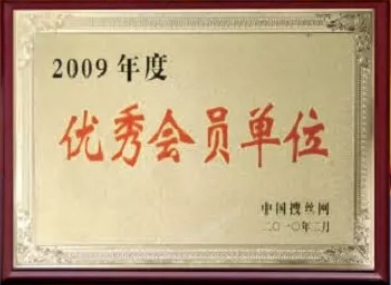 2009年度
优秀会员单位
中国搜丝网
二〇一〇年二月